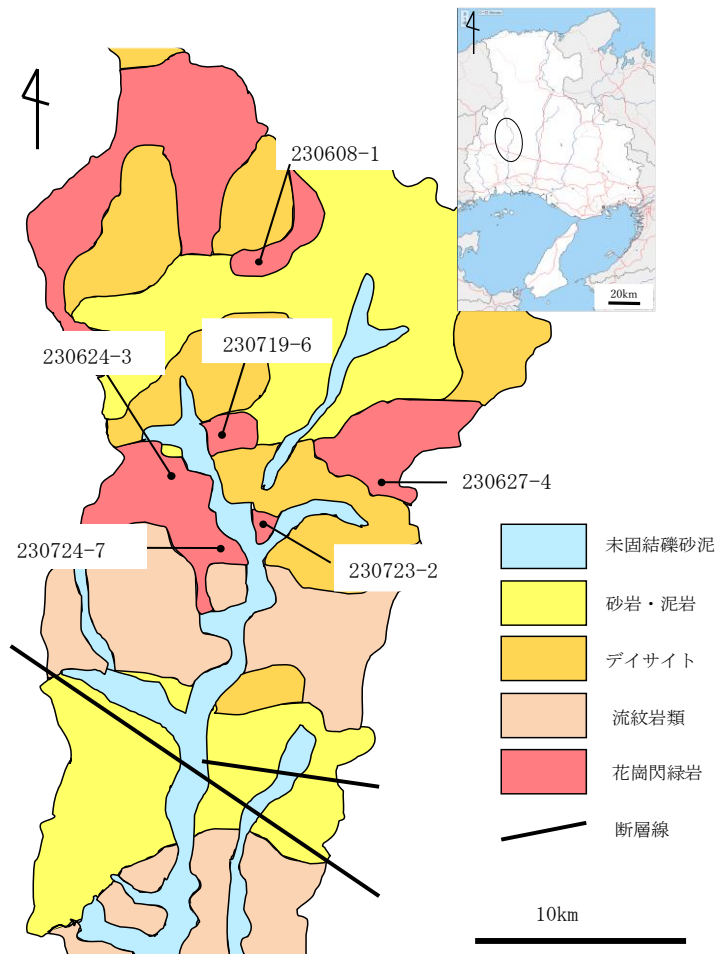 230608-1
20km
230719-6
230624-3
230627-4
230724-7
230723-2
未固結礫砂泥
砂岩・泥岩
デイサイト
流紋岩類
花崗閃緑岩
断層線
10km